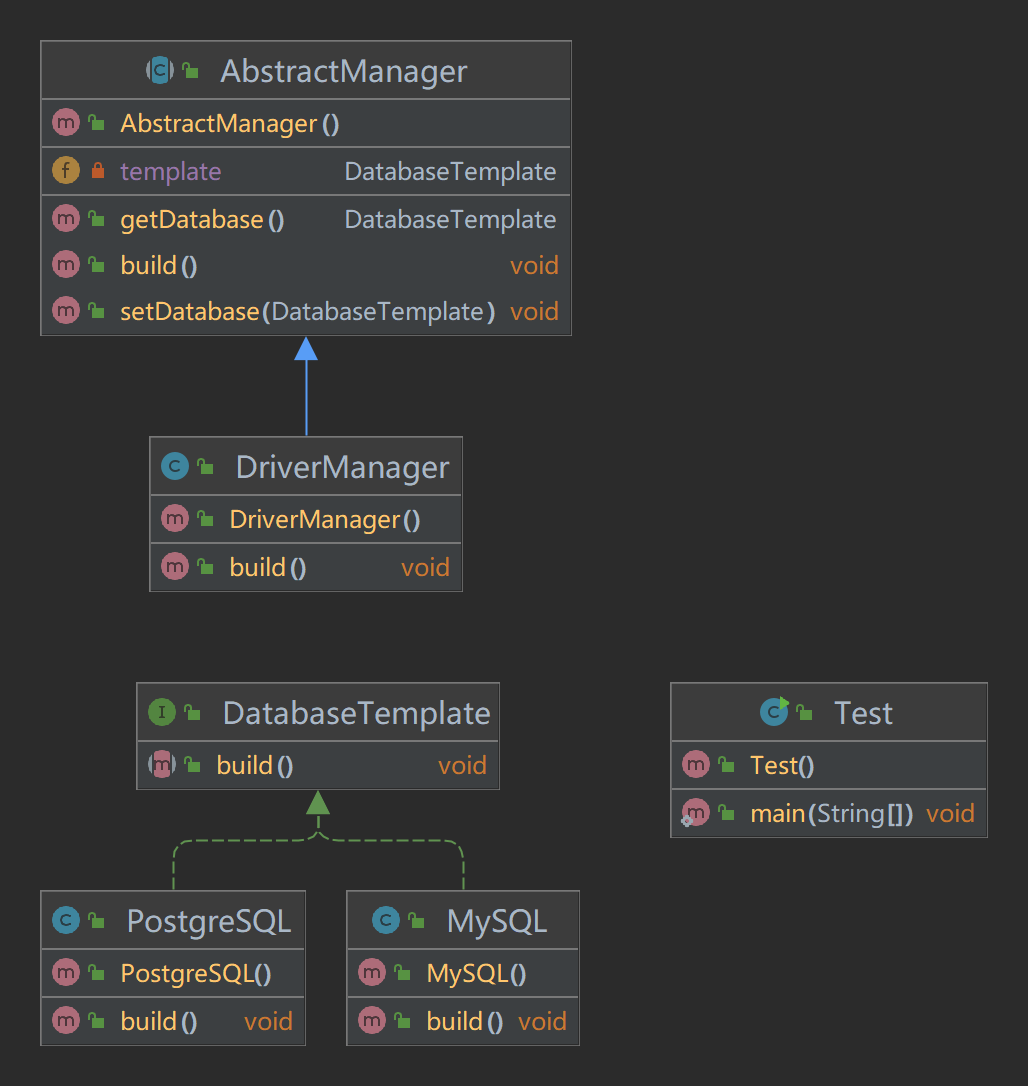 AbstractManager
AbstractManager()
template DatabaseTemplate
getDatabase() DatabaseTemplate
build() void
setDatabase(DatabaseTemplate) void
DriverManager
DriverManager()
build() void
DatabaseTemplate
build() void
Test
Test()
main(String[]) void
PostgreSQL
PostgreSQL()
build() void
MySQL
MySQL()
build() void